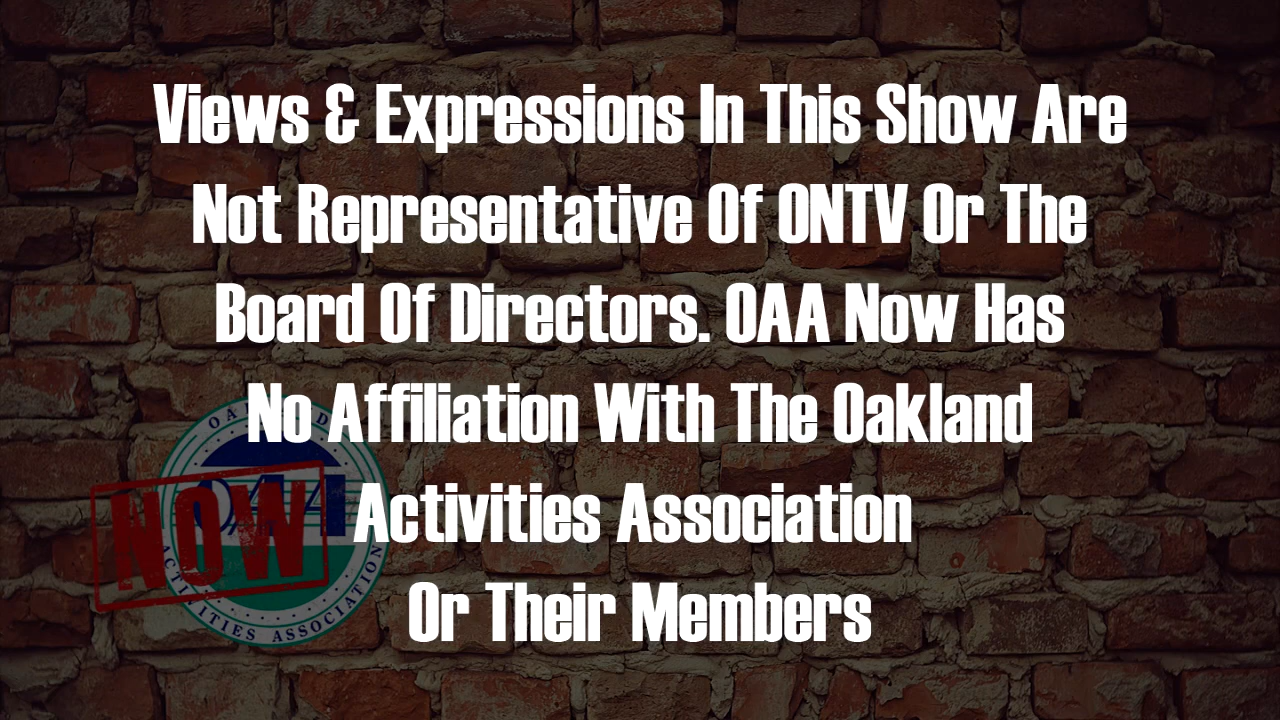 Views & Expressions In This Show Are
Not Representative Of ONTV Or The
Board Of Directors. OAA Now Has
No Affiliation With The Oakland
Activities Association
Or Their Members
OAA
NOW
ACTIVITIES ASSOCIATION